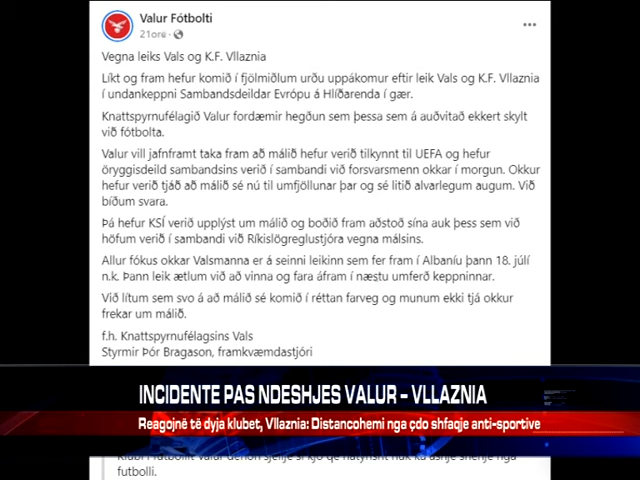 Valur Fótbolti
21orë
Vegna leiks Vals og K.F. Vllaznia
Líkt og fram hefur komið í fjölmiðlum urðu uppákomur eftir leik Vals og K.F. Vllaznia
í undankeppni Sambandsdeildar Evrópu á Hlíðarenda í gær.
Knattspyrnufélagið Valur fordæmir hegðun sem þessa sem á auðvitað ekkert skylt
við fótbolta.
Valur vill jafnframt taka fram að málið hefur verið tilkynnt til UEFA og hefur
öryggisdeild sambandsins verið í sambandi við forsvarsmenn okkar í morgun. Okkur
hefur verið tjáð að málið sé nú til umfjöllunar þar og sé litið alvarlegum augum. Við
bíðum svara.
Þá hefur KSÍ verið upplýst um málið og boðið fram aðstoð sína auk þess sem við
höfum verið í sambandi við Ríkislögreglustjóra vegna málsins.
Allur fókus okkar Valsmanna er á seinni leikinn sem fer fram í Albaníu þann 18. júlí
n.k. Þann leik ætlum við að vinna og fara áfram í næstu umferð keppninnar.
Við lítum sem svo á að málið sé komið í réttan farveg og munum ekki tjá okkur
frekar um málið.
f.h. Knattspyrnufélagsins Vals
Styrmir Þór Bragason, framkvæmdastjóri
INCIDENTE PAS NDESHJES VALUR – VLLAZNIA
Reagojnë të dyja klubet, Vllaznia: Distancohemi nga çdo shfaqje anti-sportive
futbolli.